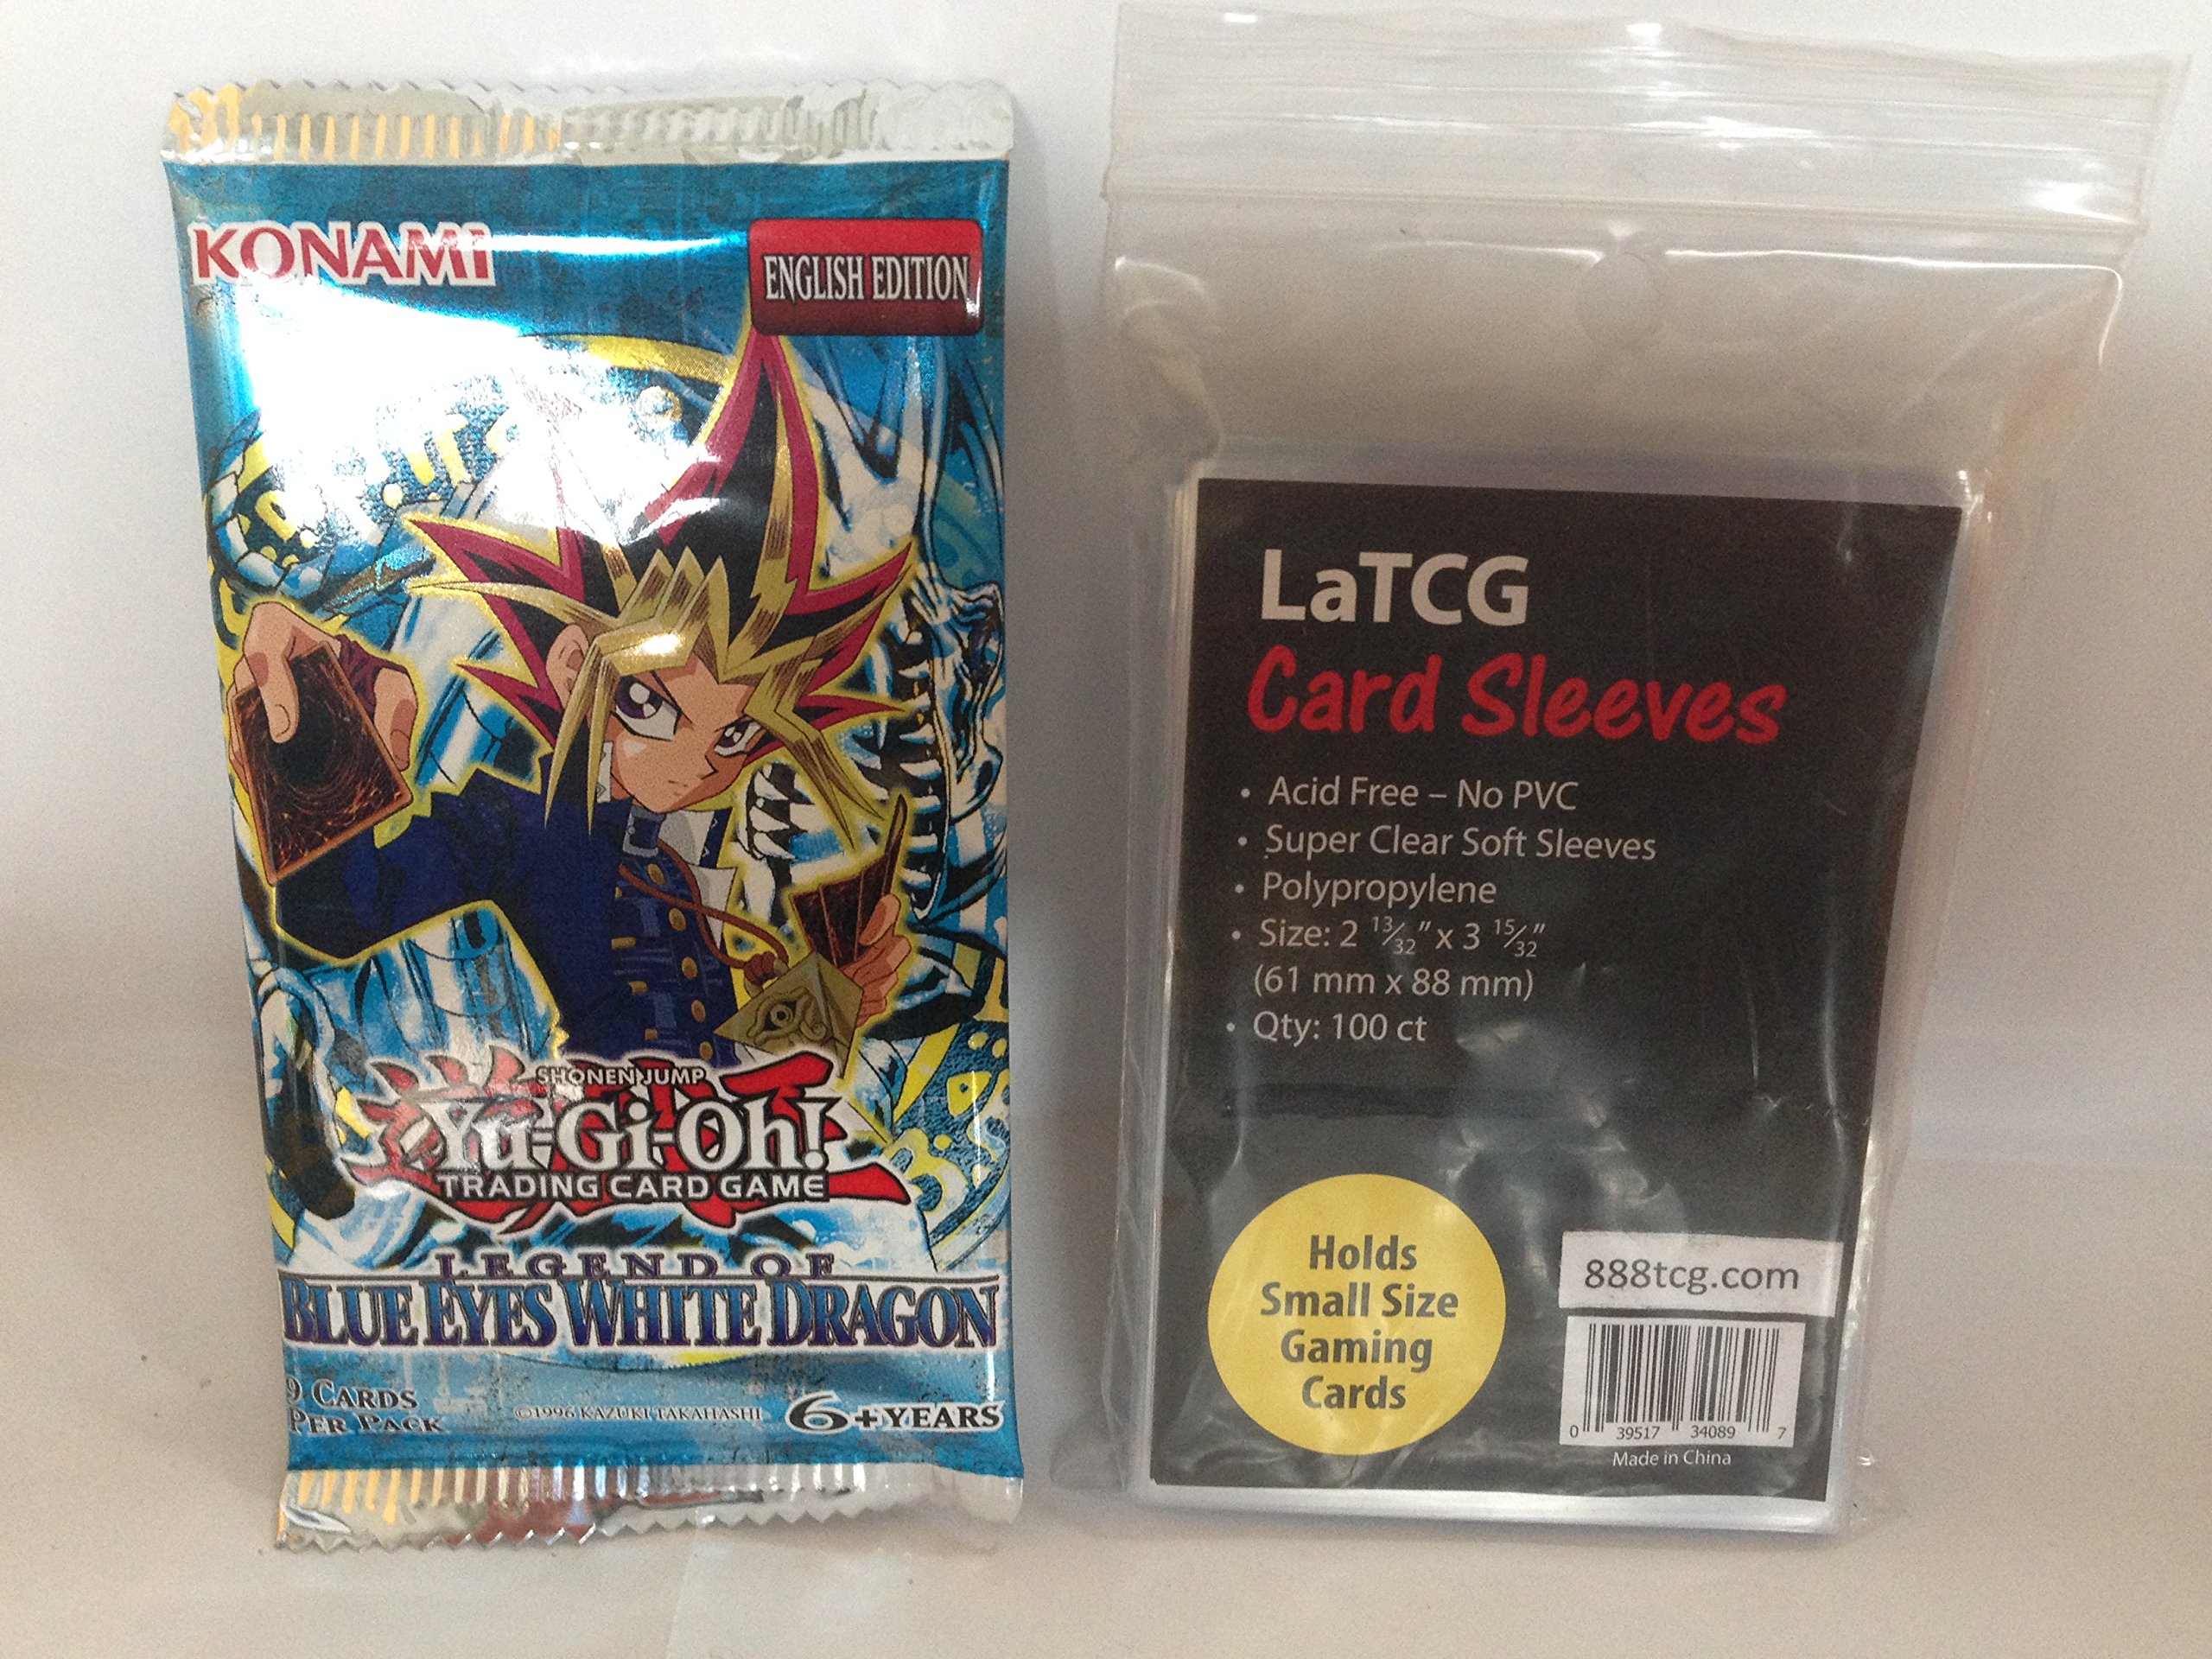 KONAMI
ENGLISH EDITION
SHONEN JUMP
Yu-Gi-Oh!
TRADING CARD GAME
LEGEND OF
BLUE EYES WHITE DRAGON
9 CARDS
PER PACK
©1996 KAZUKI TAKAHASHI
6+YEARS
LaTCG
Card Sleeves
• Acid Free – No PVC
• Super Clear Soft Sleeves
• Polypropylene
• Size: 2 13/32" x 3 15/32"
(61 mm x 88 mm)
• Qty: 100 ct
Holds
Small Size
Gaming
Cards
888tcg.com
0 39517 34089 7
Made in China